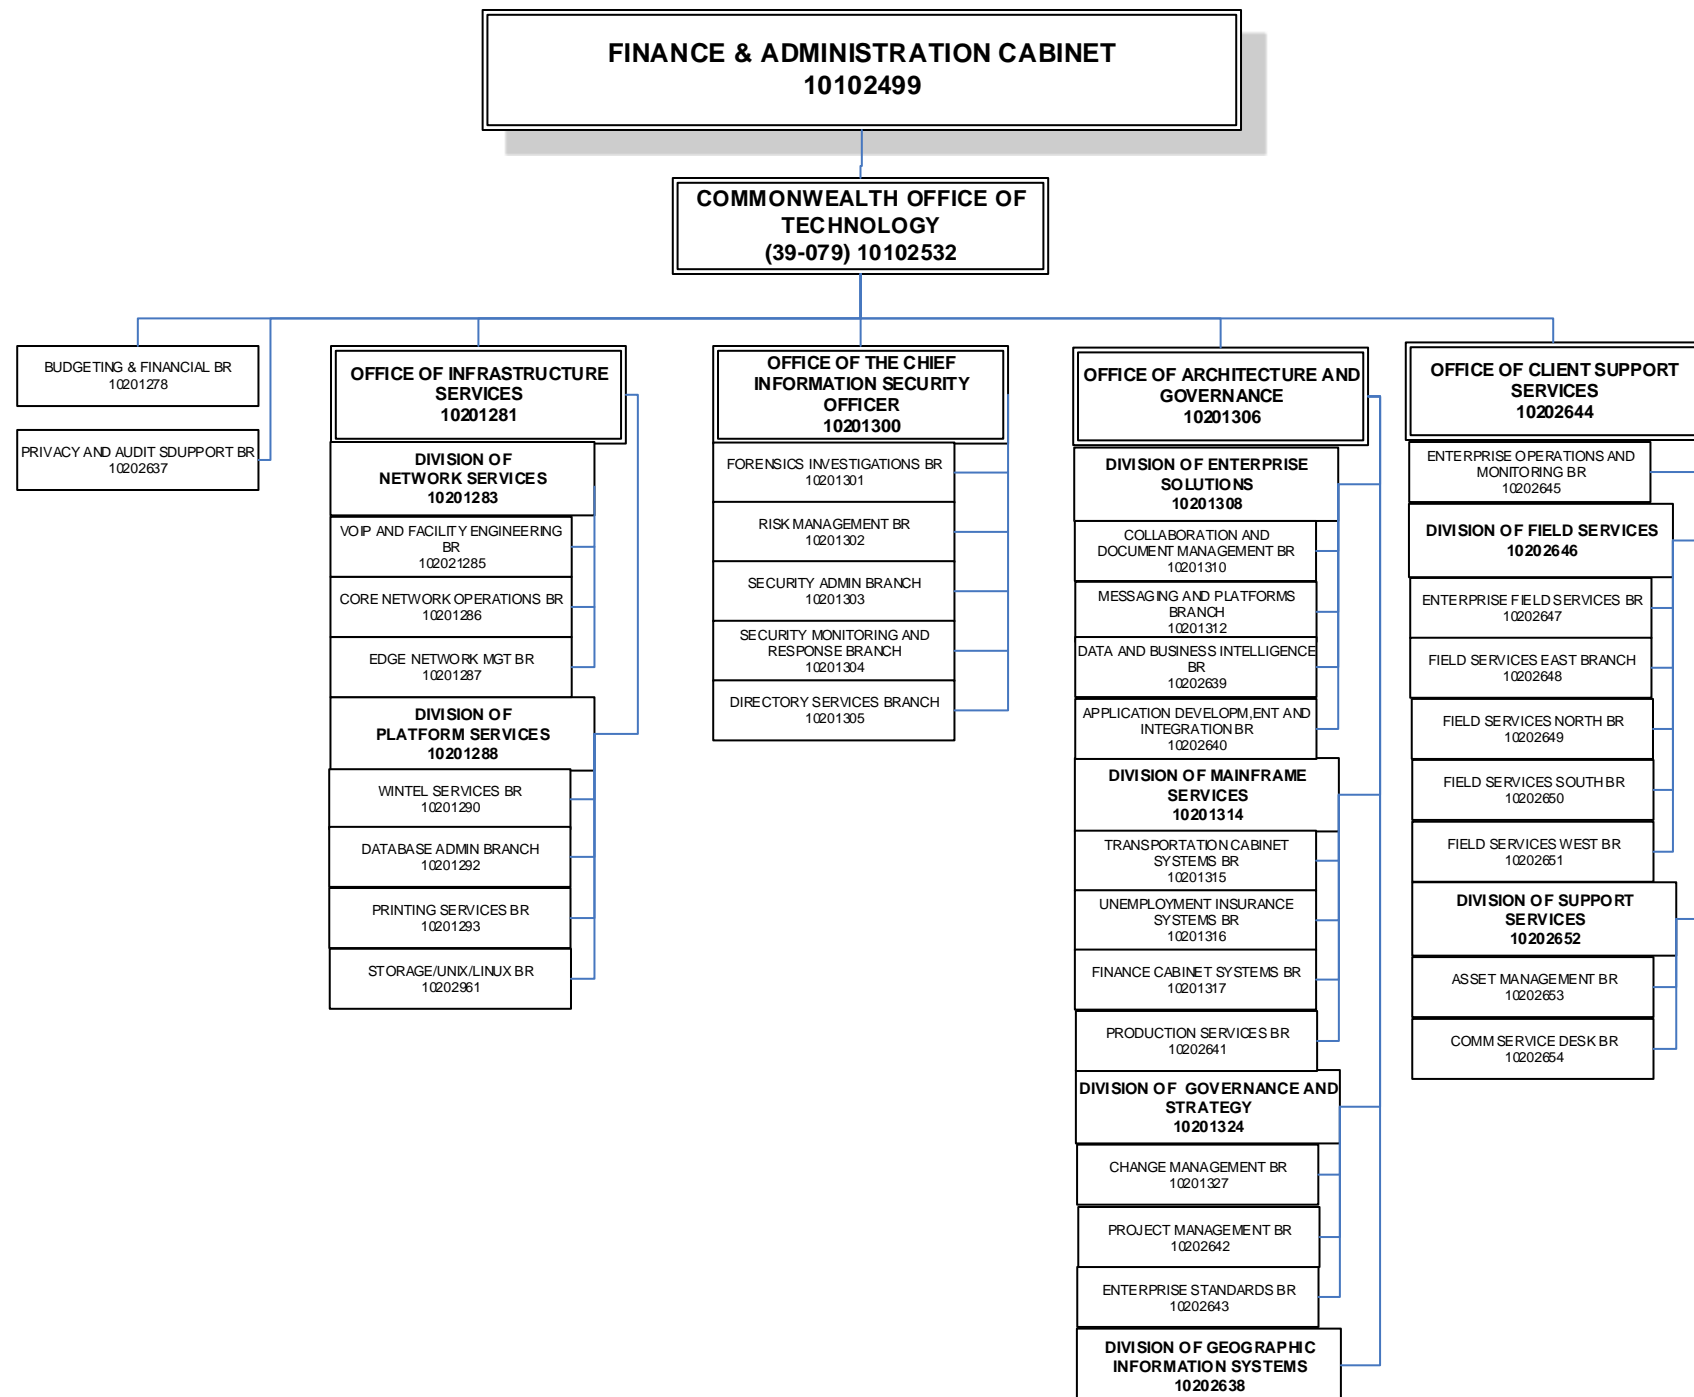 FINANCE & ADMINISTRATION CABINET
10102499
COMMONWEALTH OFFICE OF
TECHNOLOGY
(39-079) 10102532
BUDGETING & FINANCIAL BR
10201278
PRIVACY AND AUDIT SDUPPORT BR
10202637
OFFICE OF INFRASTRUCTURE
SERVICES
10201281
DIVISION OF
NETWORK SERVICES
10201283
VOIP AND FACILITY ENGINEERING
BR
102021285
CORE NETWORK OPERATIONS BR
10201286
EDGE NETWORK MGT BR
10201287
DIVISION OF
PLATFORM SERVICES
10201288
WINTEL SERVICES BR
10201290
DATABASE ADMIN BRANCH
10201292
PRINTING SERVICES BR
10201293
STORAGE/UNIX/LINUX BR
10202961
OFFICE OF THE CHIEF
INFORMATION SECURITY
OFFICER
10201300
FORENSICS INVESTIGATIONS BR
10201301
RISK MANAGEMENT BR
10201302
SECURITY ADMIN BRANCH
10201303
SECURITY MONITORING AND
RESPONSE BRANCH
10201304
DIRECTORY SERVICES BRANCH
10201305
OFFICE OF ARCHITECTURE AND
GOVERNANCE
10201306
DIVISION OF ENTERPRISE
SOLUTIONS
10201308
COLLABORATION AND
DOCUMENT MANAGEMENT BR
10201310
MESSAGING AND PLATFORMS
BRANCH
10201312
DATA AND BUSINESS INTELLIGENCE
BR
10202639
APPLICATION DEVELOPM,ENT AND
INTEGRATION BR
10202640
DIVISION OF MAINFRAME
SERVICES
10201314
TRANSPORTATION CABINET
SYSTEMS BR
10201315
UNEMPLOYMENT INSURANCE
SYSTEMS BR
10201316
FINANCE CABINET SYSTEMS BR
10201317
PRODUCTION SERVICES BR
10202641
DIVISION OF GOVERNANCE AND
STRATEGY
10201324
CHANGE MANAGEMENT BR
10201327
PROJECT MANAGEMENT BR
10202642
ENTERPRISE STANDARDS BR
10202643
DIVISION OF GEOGRAPHIC
INFORMATION SYSTEMS
10202638
OFFICE OF CLIENT SUPPORT
SERVICES
10202644
ENTERPRISE OPERATIONS AND
MONITORING BR
10202645
DIVISION OF FIELD SERVICES
10202646
ENTERPRISE FIELD SERVICES BR
10202647
FIELD SERVICES EAST BRANCH
10202648
FIELD SERVICES NORTH BR
10202649
FIELD SERVICES SOUTH BR
10202650
FIELD SERVICES WEST BR
10202651
DIVISION OF SUPPORT
SERVICES
10202652
ASSET MANAGEMENT BR
10202653
COMM SERVICE DESK BR
10202654